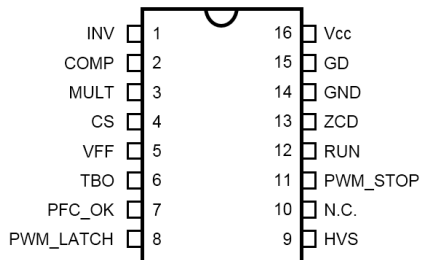 INV 1 16 Vcc
COMP 2 15 GD
MULT 3 14 GND
CS 4 13 ZCD
VFF 5 12 RUN
TBO 6 11 PWM_STOP
PFC_OK 7 10 N.C.
PWM_LATCH 8 9 HVS